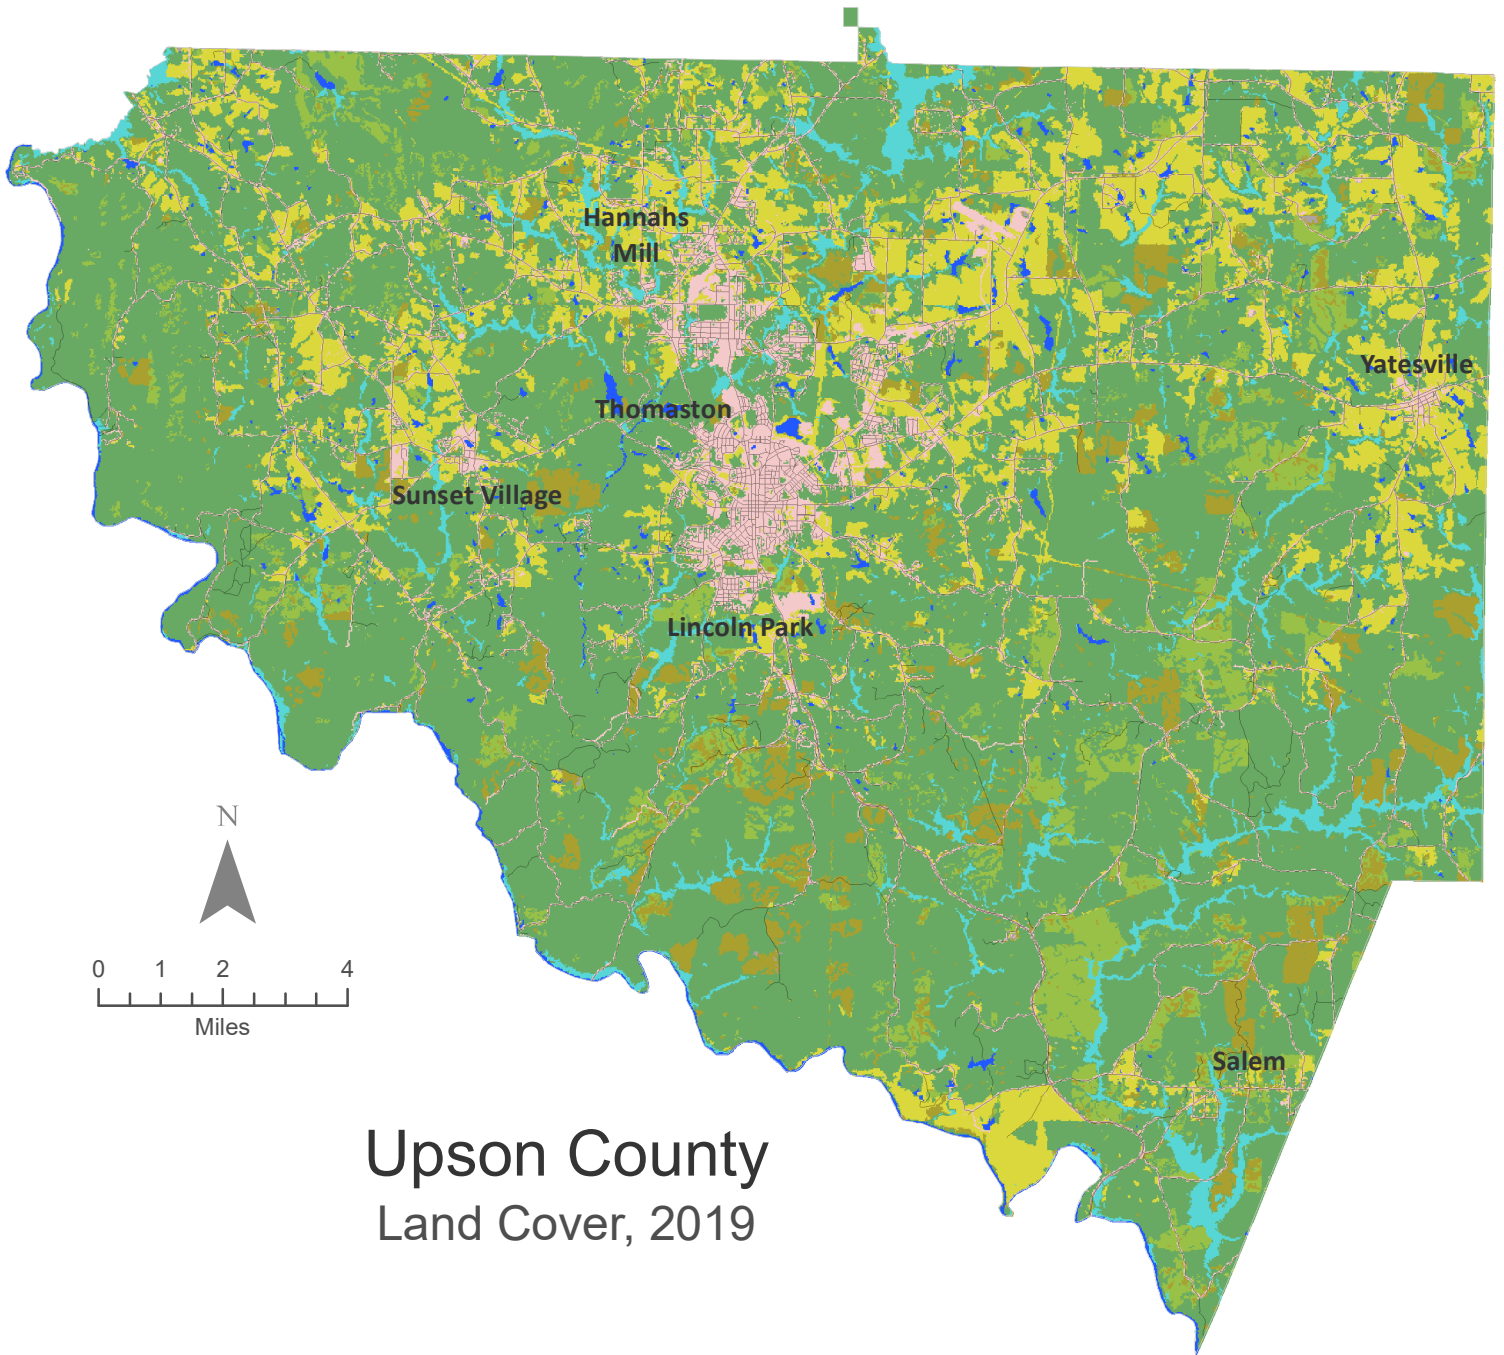 Hannahs
Mill
Yatesville
Thomaston
Sunset Village
Lincoln Park
N
0 1 2 4
Miles
Salem
Upson County
Land Cover, 2019